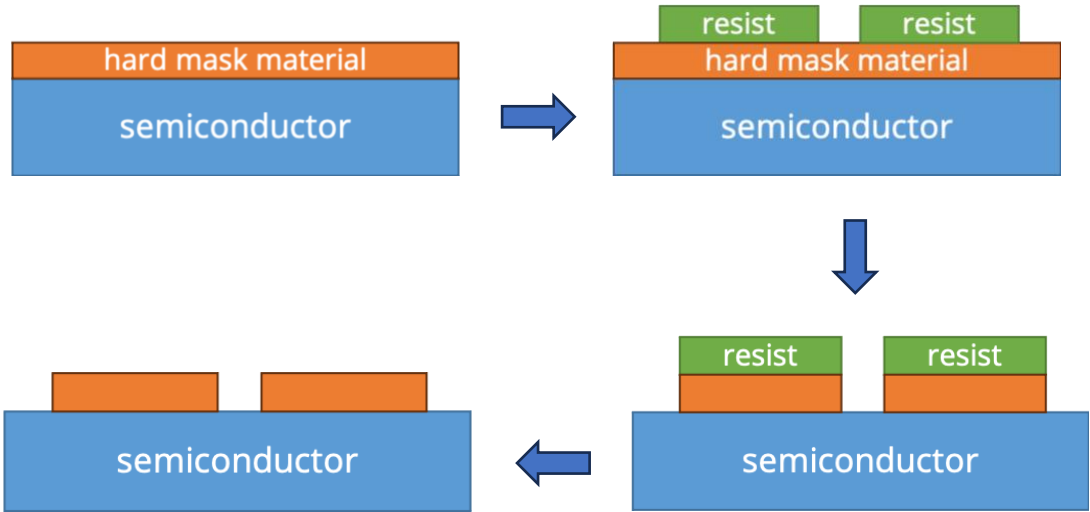 hard mask material
semiconductor
resist resist
hard mask material
semiconductor
resist resist
semiconductor
semiconductor